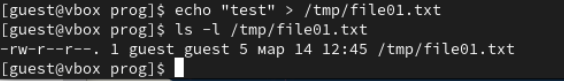 [guest@vbox prog]$ echo "test" > /tmp/file01.txt
[guest@vbox prog]$ ls -l /tmp/file01.txt
-rw-r--r--. 1 guest guest 5 мар 14 12:45 /tmp/file01.txt
[guest@vbox prog]$